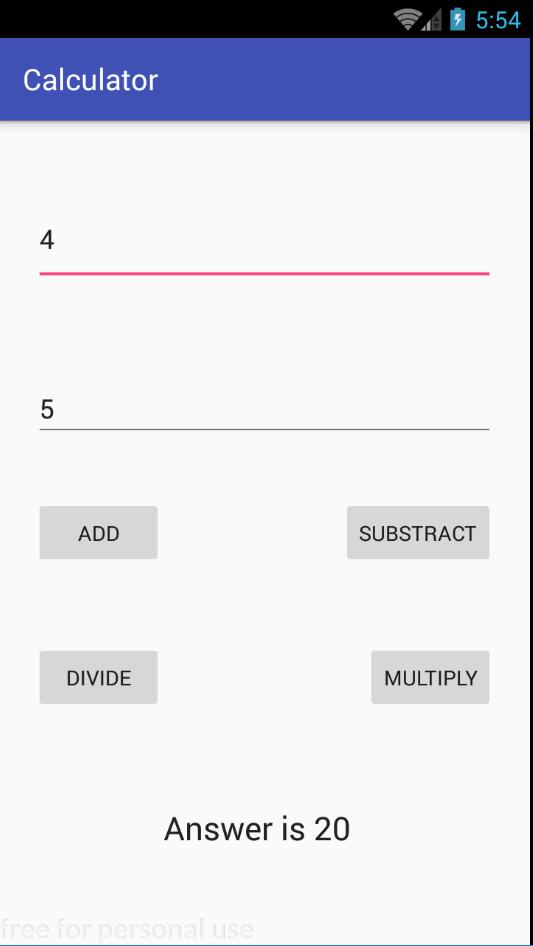 5:54
Calculator
4
5
ADD
SUBSTRACT
DIVIDE
MULTIPLY
Answer is 20
free for personal use